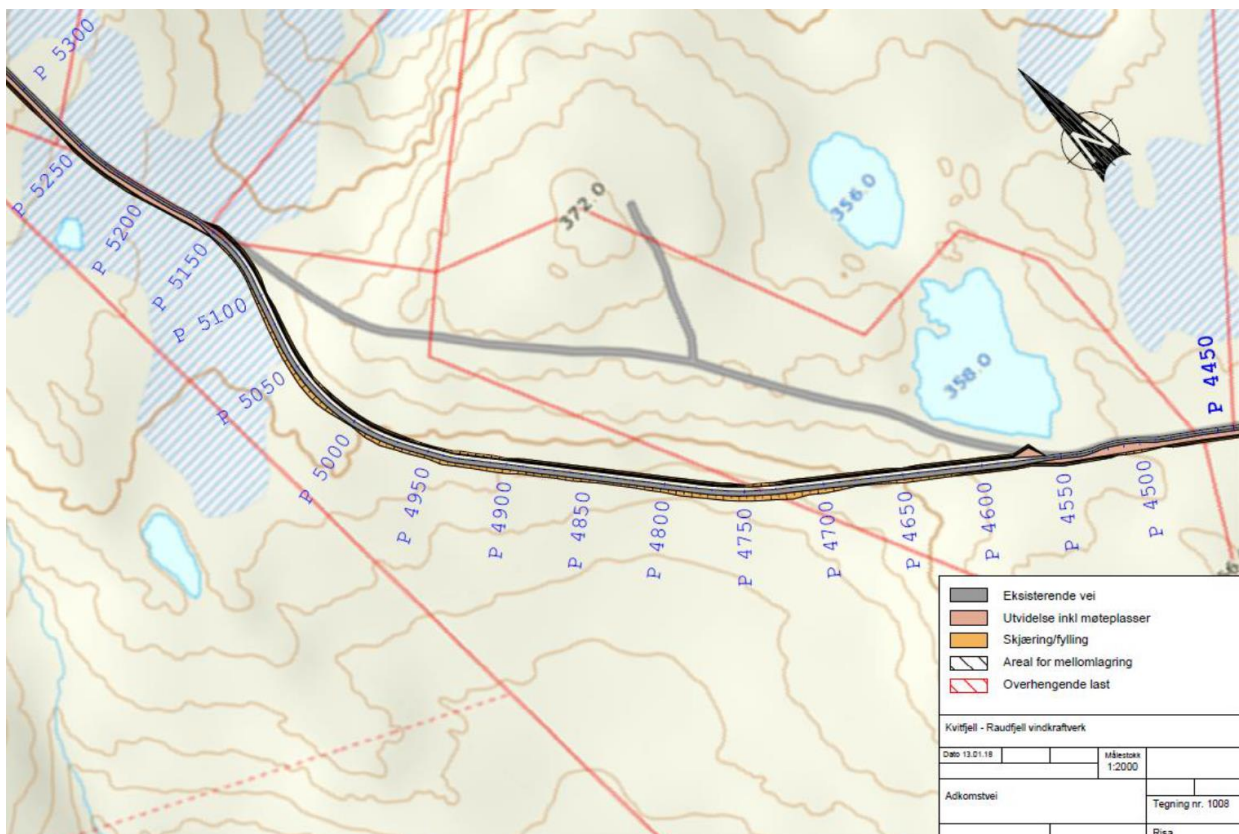 P 5300
P 5250
P 5200
P 5150
P 5100
P 5050
P 5000
P 4950
P 4900
P 4850
P 4800
P 4750
P 4700
P 4650
P 4600
P 4550
P 4500
P 4450
372.0
356.0
358.0
N
Eksisterende vei
Utvidelse inkl møteplasser
Skjæring/fylling
Areal for mellomlagring
Overhengende last
Kvitfjell - Raudfjell vindkraftverk
Dato 13.01.18
Målestokk
1:2000
Adkomstvei
Tegning nr. 1008
Risa